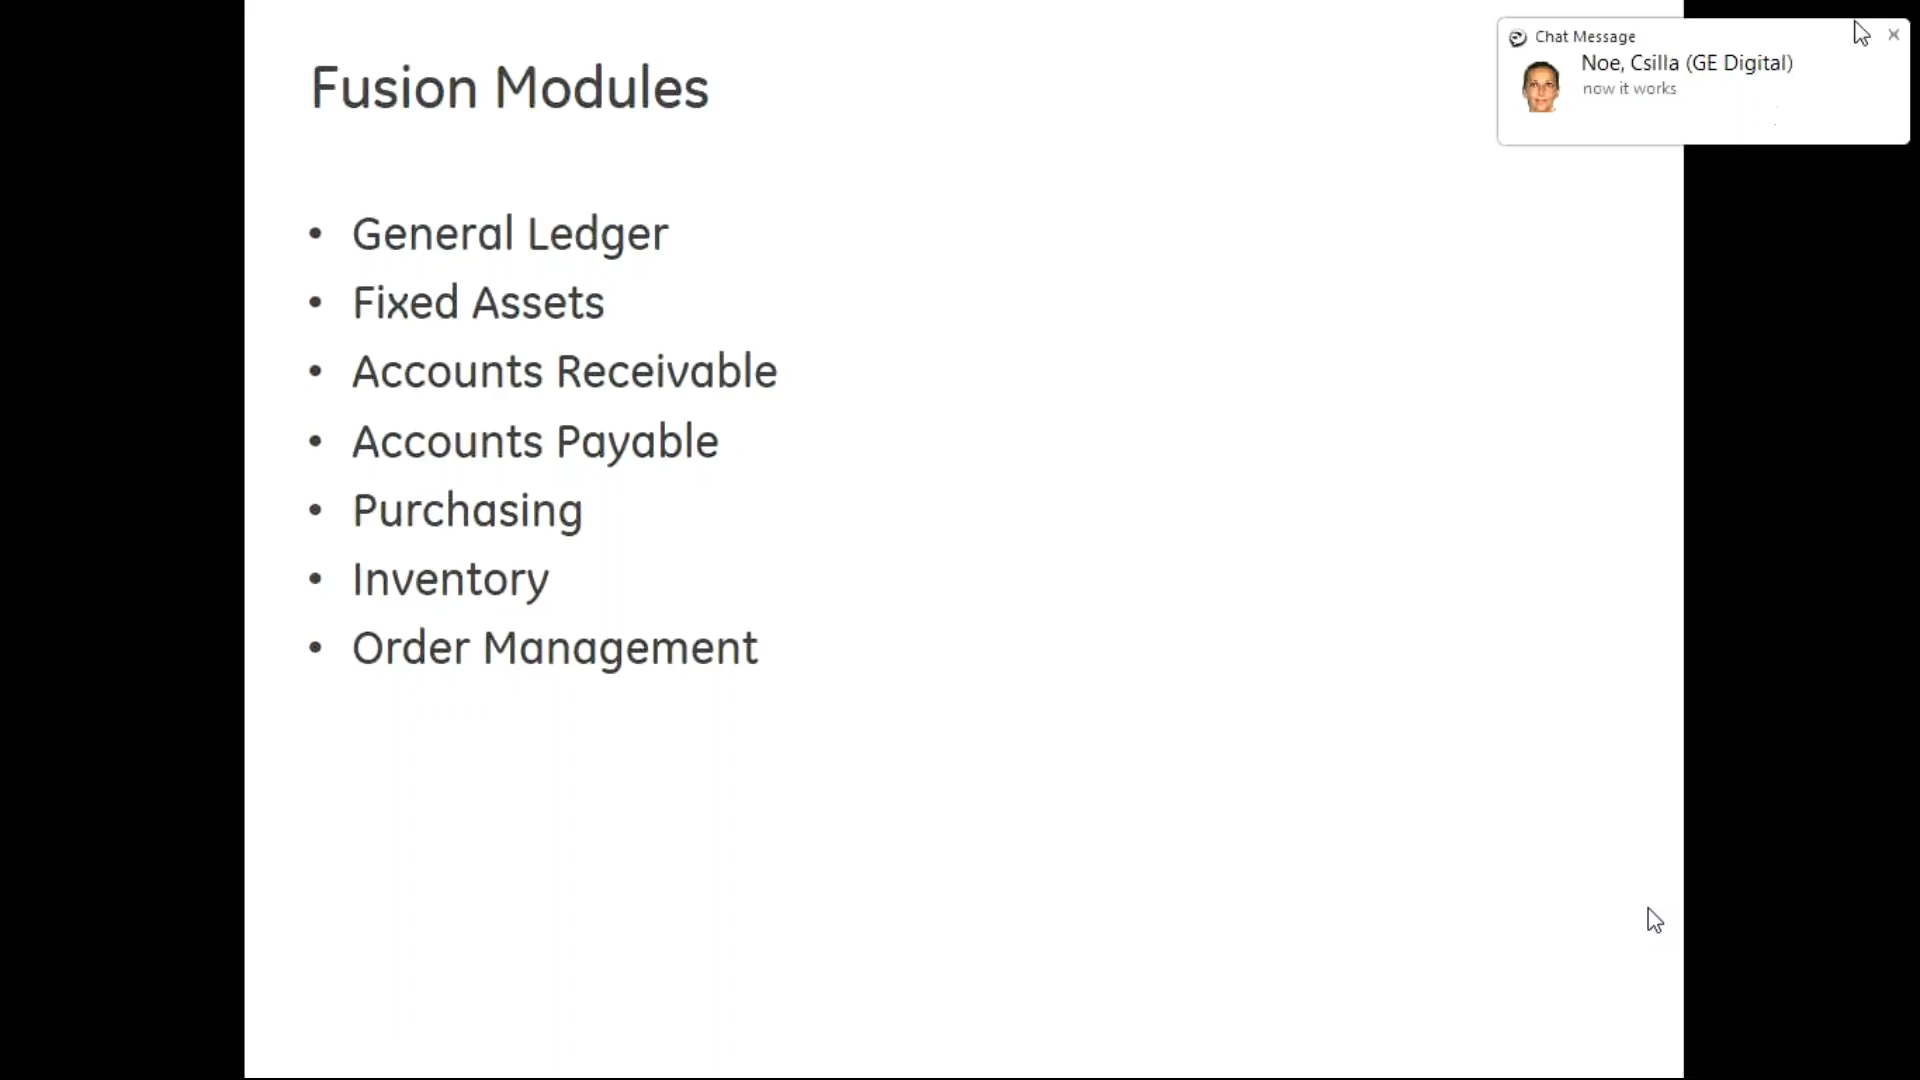 Fusion Modules
Chat Message
Noe, Csilla (GE Digital)
now it works
• General Ledger
• Fixed Assets
• Accounts Receivable
• Accounts Payable
• Purchasing
• Inventory
• Order Management